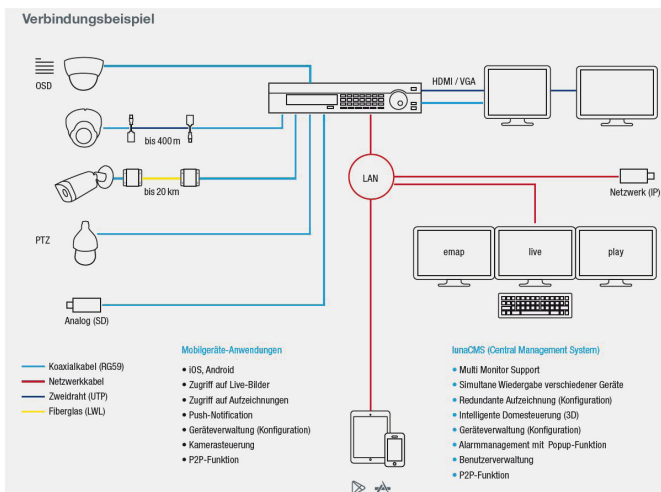 Verbindungsbeispiel
OSD
HDMI / VGA
bis 400 m
bis 20 km
LAN
Netzwerk (IP)
PTZ
emap
live
play
Analog (SD)
Koaxialkabel (RG59)
Netzwerkkabel
Zweidraht (UTP)
Fiberglas (LWL)
Mobilgeräte-Anwendungen
• iOS, Android
• Zugriff auf Live-Bilder
• Zugriff auf Aufzeichnungen
• Push-Notification
• Geräteverwaltung (Konfiguration)
• Kamerasteuerung
• P2P-Funktion
lunaCMS (Central Management System)
• Multi Monitor Support
• Simultane Wiedergabe verschiedener Geräte
• Redundante Aufzeichnung (Konfiguration)
• Intelligente Domesteuerung (3D)
• Geräteverwaltung (Konfiguration)
• Alarmmanagement mit Popup-Funktion
• Benutzerverwaltung
• P2P-Funktion